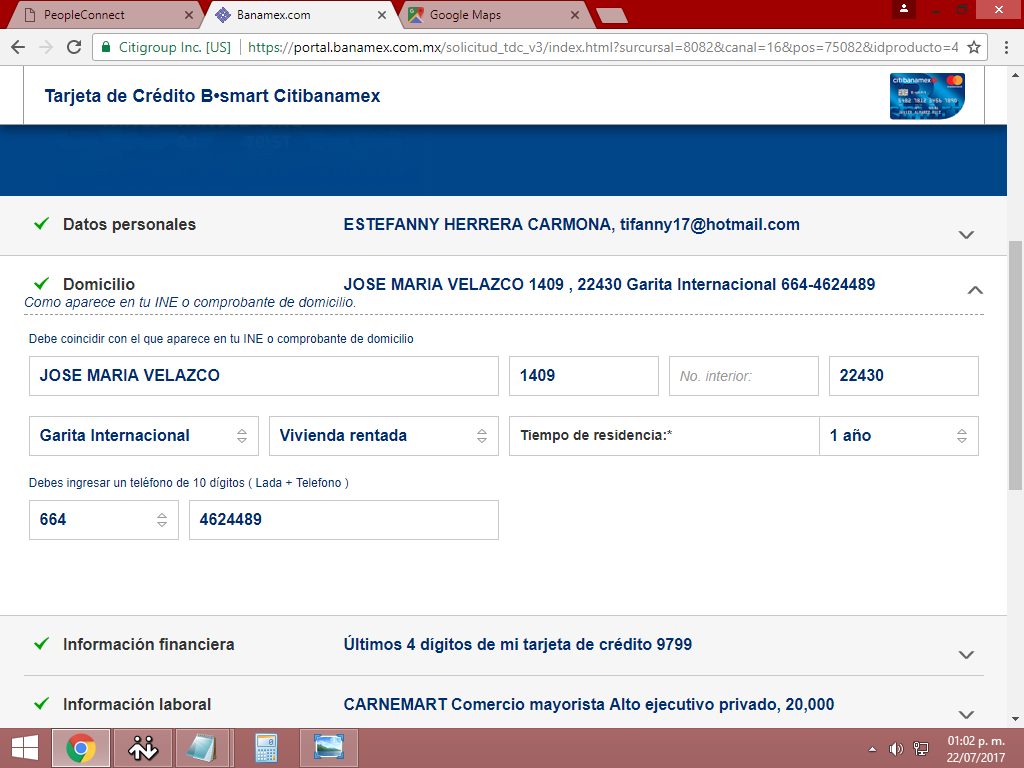 PeopleConnect
Banamex.com
Google Maps
Citigroup Inc. [US]
https://portal.banamex.com.mx/solicitud_tdc_v3/index.html?surcursal=8082&canal=16&pos=75082&idproducto=4
Tarjeta de Crédito B•smart Citibanamex
citibanamex
Datos personales
ESTEFANNY HERRERA CARMONA, tifanny17@hotmail.com
Domicilio
JOSE MARIA VELAZCO 1409 , 22430 Garita Internacional 664-4624489
Como aparece en tu INE o comprobante de domicilio.
Debe coincidir con el que aparece en tu INE o comprobante de domicilio
JOSE MARIA VELAZCO
1409
No. interior:
22430
Garita Internacional
Vivienda rentada
Tiempo de residencia:*
1 año
Debes ingresar un teléfono de 10 dígitos ( Lada + Telefono )
664
4624489
Información financiera
Últimos 4 dígitos de mi tarjeta de crédito 9799
Información laboral
CARNEMART Comercio mayorista Alto ejecutivo privado, 20,000
01:02 p. m.
22/07/2017